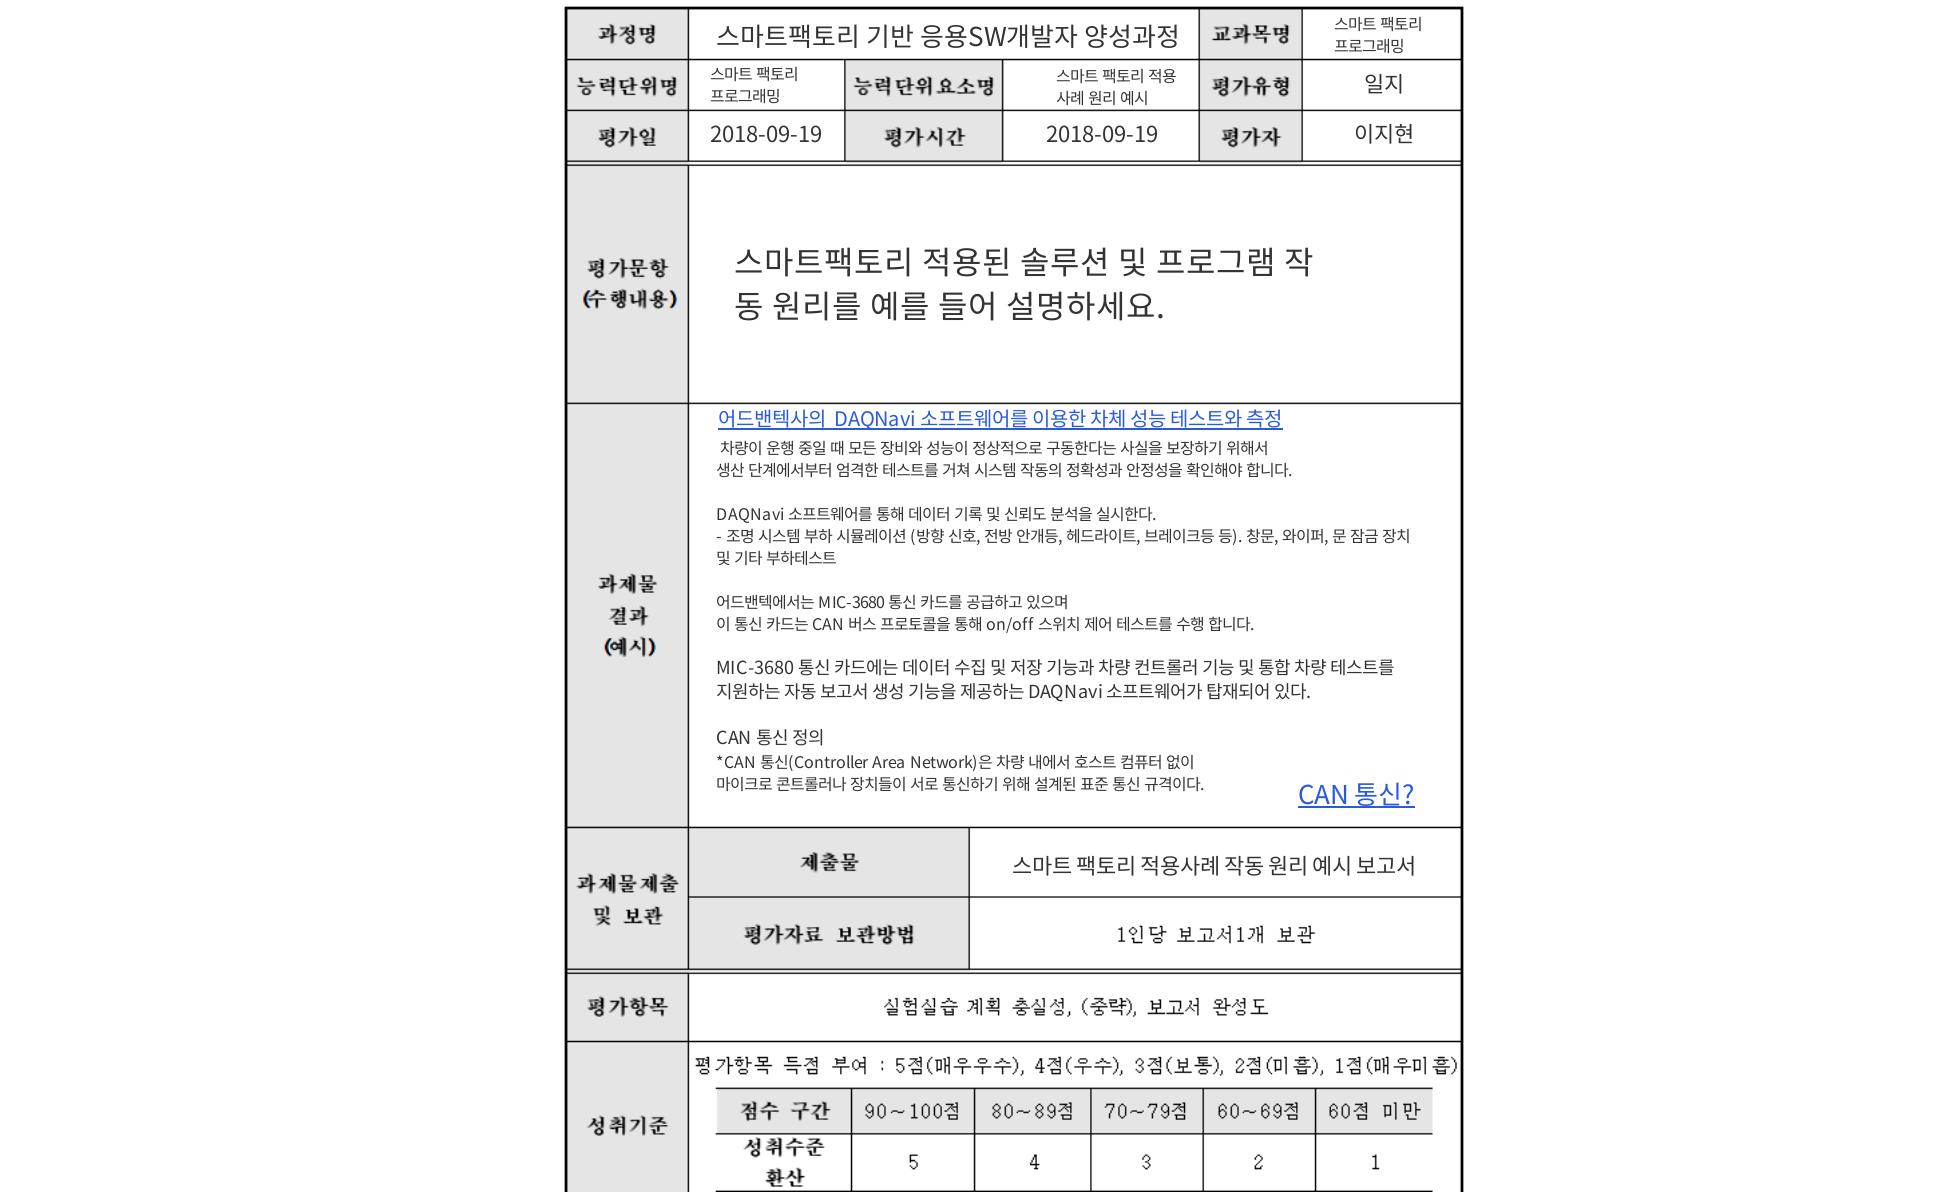 과정명 스마트팩토리 기반 응용SW개발자 양성과정 교과목명 스마트 팩토리
프로그래밍
능력단위명 스마트 팩토리
프로그래밍
능력단위요소명 스마트 팩토리 적용
사례 원리 예시
평가유형 일지
평가일 2018-09-19 평가시간 2018-09-19 평가자 이지현
평가문항
(수행내용)
스마트팩토리 적용된 솔루션 및 프로그램 작
동 원리를 예를 들어 설명하세요.
과제물
결과
(예시)
어드밴텍사의 DAQNavi 소프트웨어를 이용한 차체 성능 테스트와 측정
차량이 운행 중일 때 모든 장비와 성능이 정상적으로 구동한다는 사실을 보장하기 위해서
생산 단계에서부터 엄격한 테스트를 거쳐 시스템 작동의 정확성과 안정성을 확인해야 합니다.
DAQNavi 소프트웨어를 통해 데이터 기록 및 신뢰도 분석을 실시한다.
- 조명 시스템 부하 시뮬레이션 (방향 신호, 전방 안개등, 헤드라이트, 브레이크등 등). 창문, 와이퍼, 문 잠금 장치
및 기타 부하테스트
어드밴텍에서는 MIC-3680 통신 카드를 공급하고 있으며
이 통신 카드는 CAN 버스 프로토콜을 통해 on/off 스위치 제어 테스트를 수행 합니다.
MIC-3680 통신 카드에는 데이터 수집 및 저장 기능과 차량 컨트롤러 기능 및 통합 차량 테스트를
지원하는 자동 보고서 생성 기능을 제공하는 DAQNavi 소프트웨어가 탑재되어 있다.
CAN 통신 정의
*CAN 통신(Controller Area Network)은 차량 내에서 호스트 컴퓨터 없이
마이크로 콘트롤러나 장치들이 서로 통신하기 위해 설계된 표준 통신 규격이다.
CAN 통신?
과제물제출
및 보관
제출물 스마트 팩토리 적용사례 작동 원리 예시 보고서
평가자료 보관방법 1인당 보고서1개 보관
평가항목 실험실습 계획 충실성, (중략), 보고서 완성도
성취기준
평가항목 득점 부여 : 5점(매우우수), 4점(우수), 3점(보통), 2점(미흡), 1점(매우미흡)
점수 구간 90~100점 80~89점 70~79점 60~69점 60점 미만
성취수준
환산
5 4 3 2 1